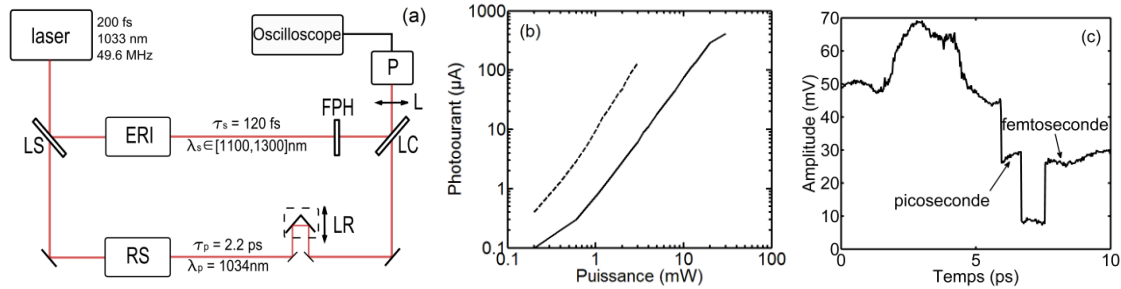 (a)
laser
200 fs
1033 nm
49.6 MHz
Oscilloscope
P
L
FPH
LS
ERI
τs = 120 fs
λs∈[1100,1300]nm
LC
LR
RS
τp = 2.2 ps
λp = 1034nm
(b)
Photoourant (µA)
1000
100
10
1
0.1
0.1
1
10
100
Puissance (mW)
(c)
Amplitude (mV)
70
60
50
40
30
20
10
0
femtoseconde
picoseconde
0
5
10
Temps (ps)